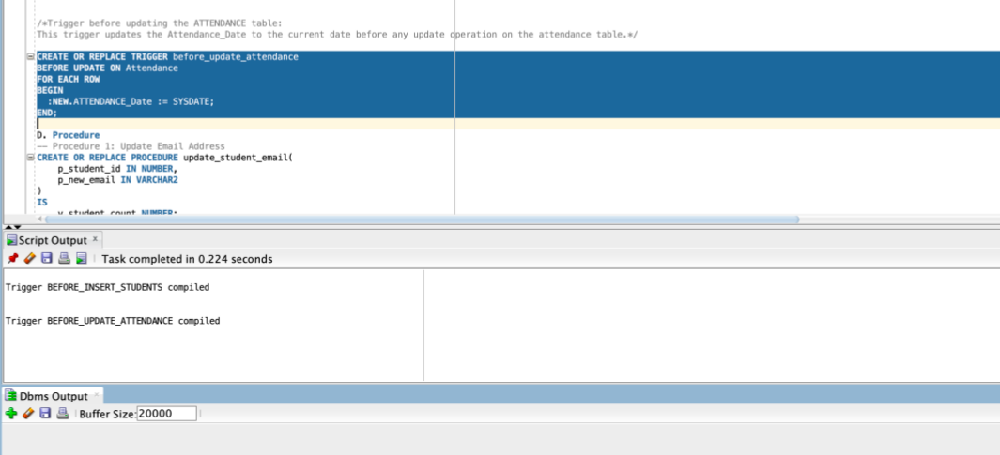 /*Trigger before updating the ATTENDANCE table:
This trigger updates the Attendance_Date to the current date before any update operation on the attendance table.*/
CREATE OR REPLACE TRIGGER before_update_attendance
BEFORE UPDATE ON Attendance
FOR EACH ROW
BEGIN
:NEW.ATTENDANCE_Date := SYSDATE;
END;
D. Procedure
-- Procedure 1: Update Email Address
CREATE OR REPLACE PROCEDURE update_student_email(
p_student_id IN NUMBER,
p_new_email IN VARCHAR2
)
IS
v_student_count NUMBER;
Script Output x
Task completed in 0.224 seconds
Trigger BEFORE_INSERT_STUDENTS compiled
Trigger BEFORE_UPDATE_ATTENDANCE compiled
Dbms Output x
Buffer Size: 20000